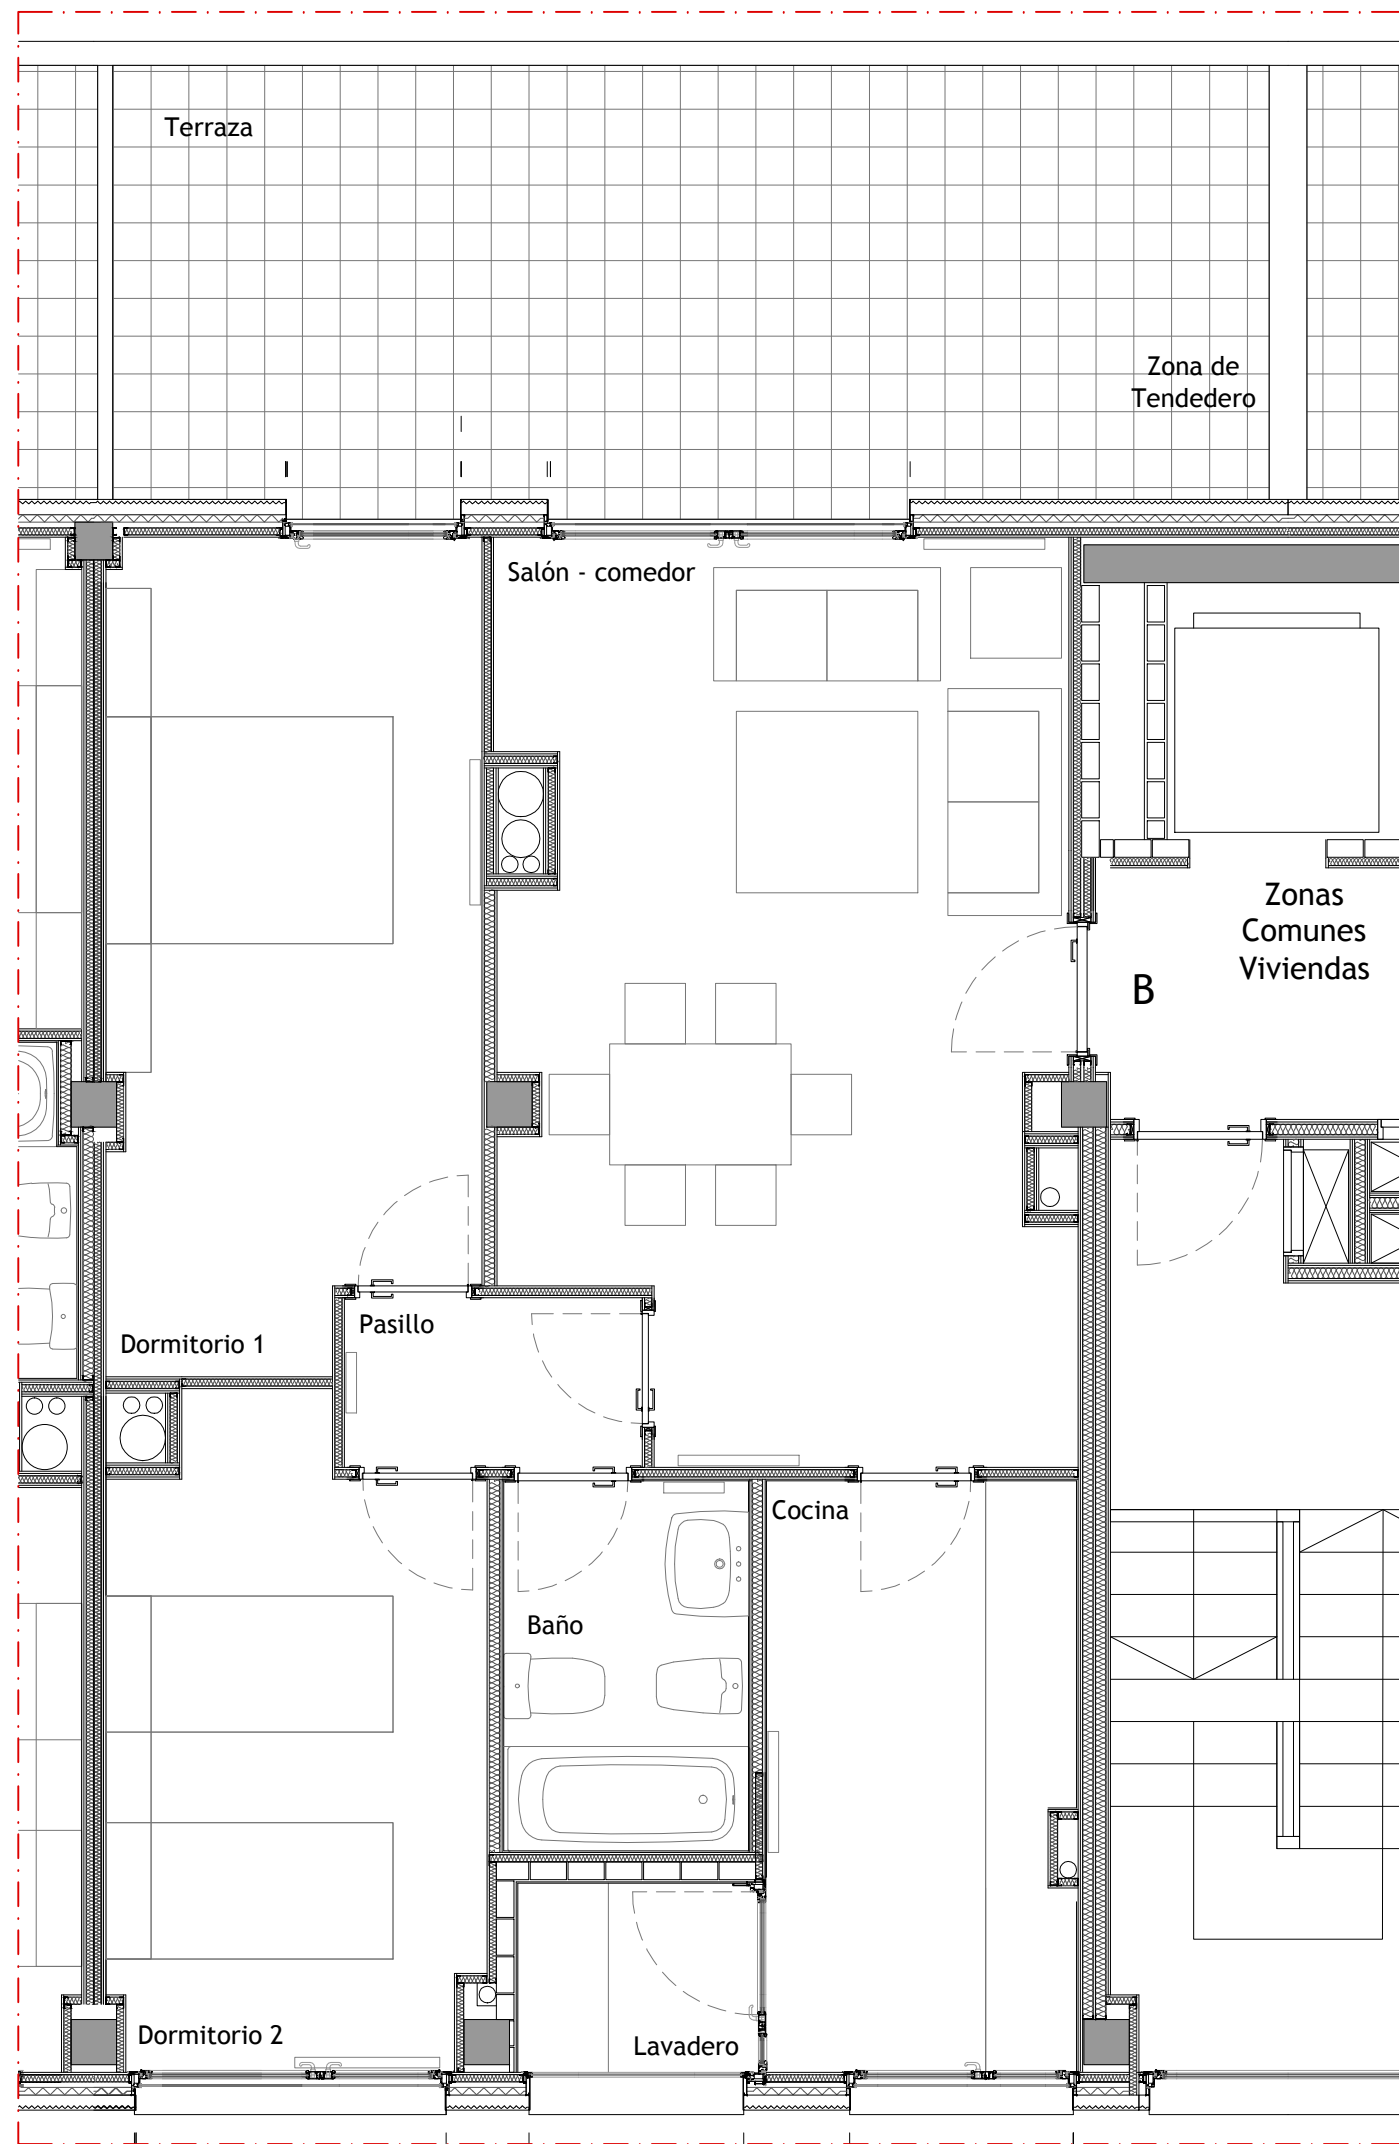 Terraza
Zona de
Tendedero
Salón - comedor
Zonas
Comunes
Viviendas
B
Pasillo
Dormitorio 1
Cocina
Baño
Dormitorio 2
Lavadero